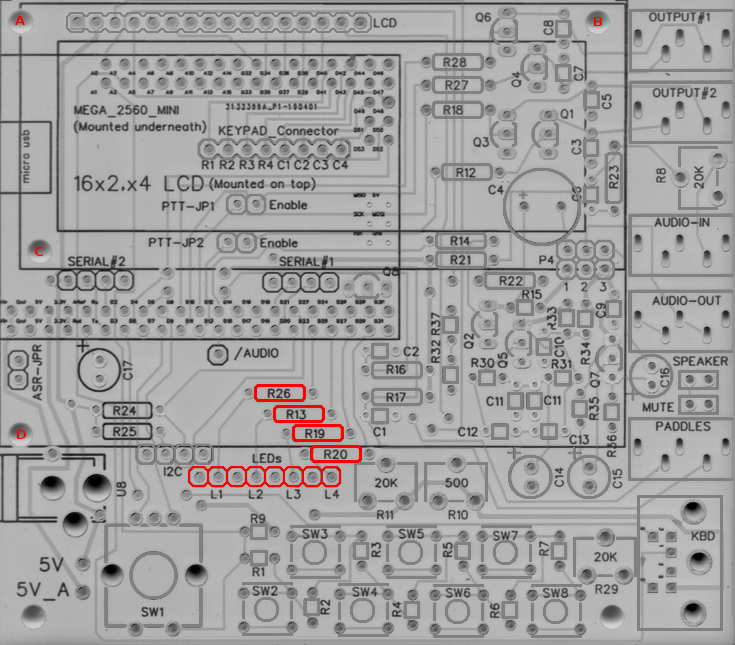 A
B
Q6
C8
LCD
OUTPUT#1
R28
Q4
C7
R27
MEGA_2560_MINI
R18
C5
OUTPUT#2
(Mounted underneath)
KEYPAD_Connector
Q3
Q1
C3
micro usb
R1 R2 R3 R4 C1 C2 C3 C4
R12
R23
R8
20K
16x2,x4 LCD (Mounted on top)
C4
PTT-JP1
Enable
AUDIO-IN
PTT-JP2
Enable
R14
C
SERIAL#2
SERIAL#1
R21
P4
R22
1 2 3
AUDIO-OUT
R15
C9
R37
R33
Q2
R34
/AUDIO
C10
ASR-JPR
C17
C2
R32
R16
R30
Q5
R31
Q7
C16
SPEAKER
R26
R17
C11
C11
R35
MUTE
R24
R13
C1
R36
D
R25
R19
C12
C13
PADDLES
I2C
LEDs
R20
U8
L1 L2 L3 L4
20K
500
C14
C15
R11
R10
R9
SW3
R3
SW5
R5
SW7
R7
KBD
5V
R1
20K
5V_A
SW2
R2
SW4
R4
SW6
R6
SW8
R29
SW1